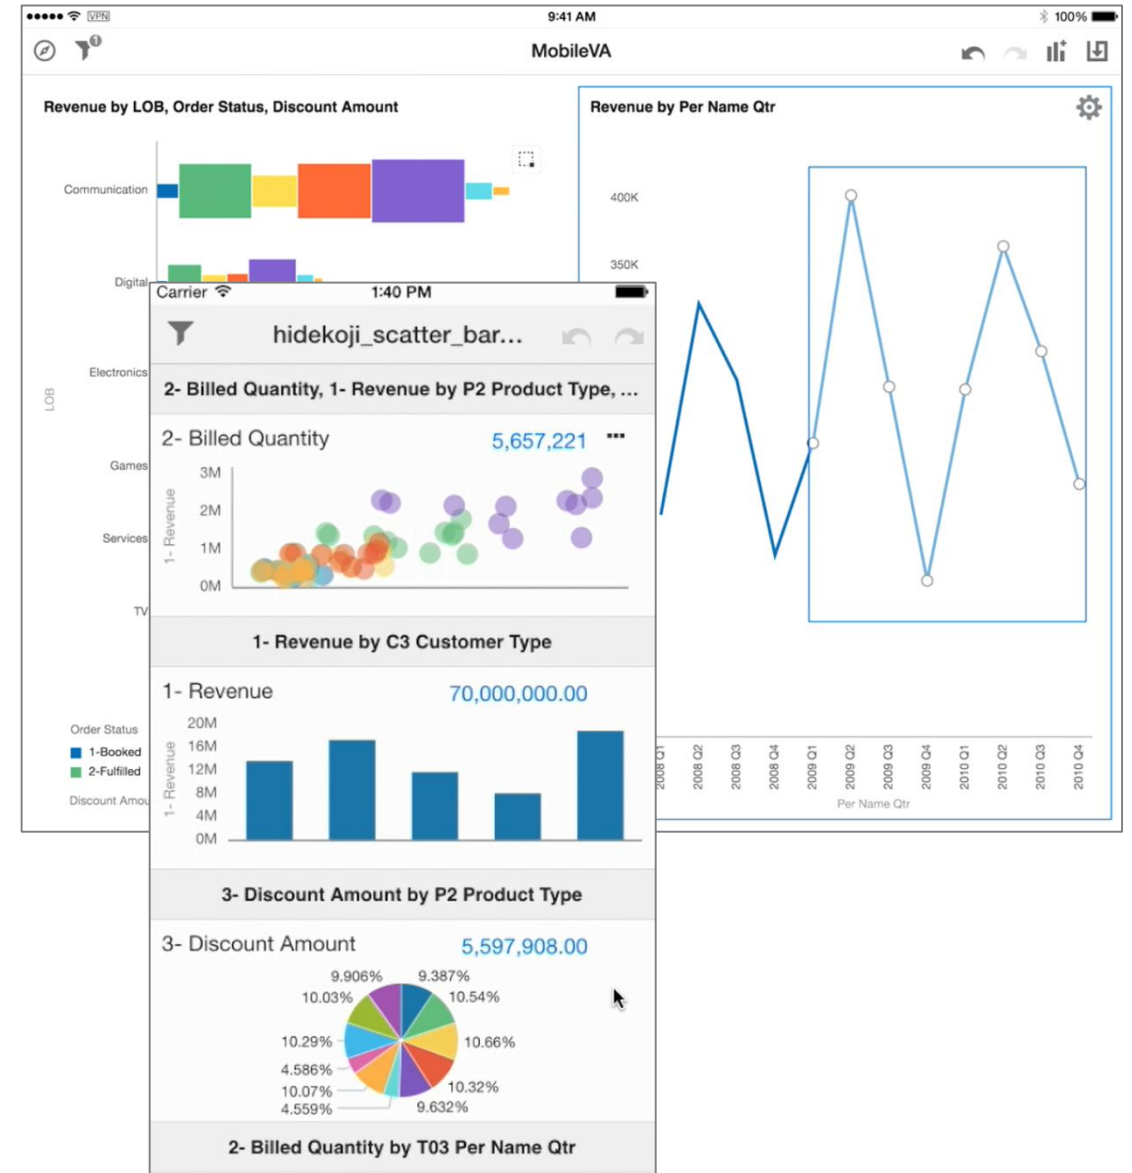 VPN
9:41 AM
100%
1
MobileVA
Revenue by LOB, Order Status, Discount Amount
Communication
Digital
Electronics
LOB
Games
Services
TV
Order Status
1-Booked
2-Fulfilled
Discount Amou
Revenue by Per Name Qtr
400K
350K
2008 Q1
2008 Q2
2008 Q3
2008 Q4
2009 Q1
2009 Q2
2009 Q3
2009 Q4
2010 Q1
2010 Q2
2010 Q3
2010 Q4
Per Name Qtr
Carrier
1:40 PM
hidekoji_scatter_bar...
2- Billed Quantity, 1- Revenue by P2 Product Type, ...
2- Billed Quantity
5,657,221
1- Revenue
3M
2M
1M
0M
1- Revenue by C3 Customer Type
1- Revenue
70,000,000.00
1- Revenue
20M
16M
12M
8M
4M
0M
3- Discount Amount by P2 Product Type
3- Discount Amount
5,597,908.00
9.906%
9.387%
10.03%
10.54%
10.29%
10.66%
4.586%
10.07%
10.32%
4.559%
9.632%
2- Billed Quantity by T03 Per Name Qtr